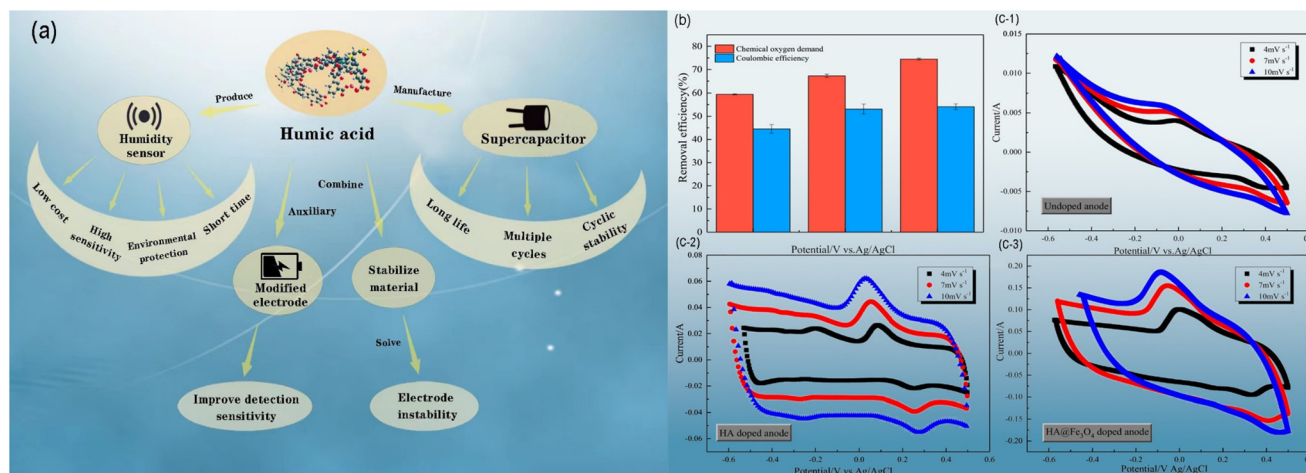 (a)
Produce
Manufacture
Humic acid
Humidity
sensor
Supercapacitor
Low cost
High
sensitivity
Environmental
protection
Short time
Combine
Auxiliary
Long life
Multiple
cycles
Cyclic
stability
Modified
electrode
Stabilize
material
Solve
Improve detection
sensitivity
Electrode
instability
(b)
Chemical oxygen demand
Coulombic efficiency
Removal efficiency(%)
85
80
70
60
50
40
30
20
10
0
Potential/V vs.Ag/AgCl
(C-1)
4mV s⁻¹
7mV s⁻¹
10mV s⁻¹
Current/A
0.015
0.010
0.005
0.000
-0.005
-0.010
Undoped anode
-0.6 -0.4 -0.2 0.0 0.2 0.4 0.6
Potential/V vs.Ag/AgCl
(C-2)
4mV s⁻¹
7mV s⁻¹
10mV s⁻¹
Current/A
0.08
0.06
0.04
0.02
0.00
-0.02
-0.04
-0.06
HA doped anode
-0.6 -0.4 -0.2 0.0 0.2 0.4 0.6
Potential/V vs.Ag/AgCl
(C-3)
4mV s⁻¹
7mV s⁻¹
10mV s⁻¹
Current/A
0.20
0.15
0.10
0.05
0.00
-0.05
-0.10
-0.15
-0.20
HA@Fe₃O₄ doped anode
-0.6 -0.4 -0.2 0.0 0.2 0.4
Potential/V Ag/AgCl